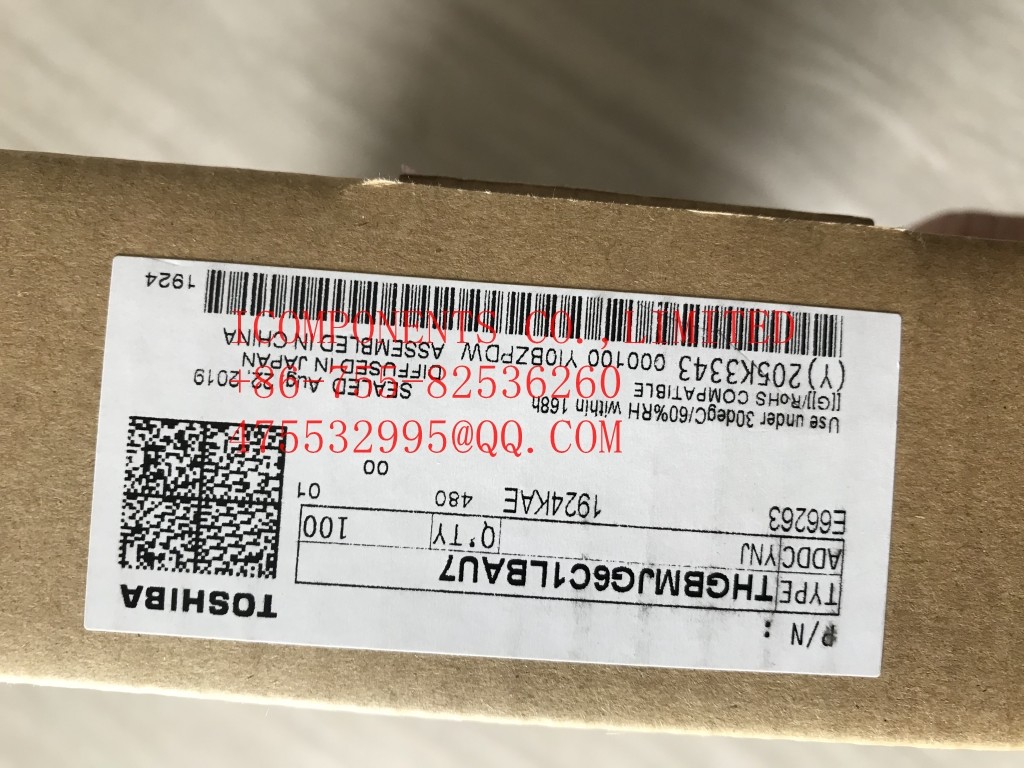 P/N :
TYPE THGBMJG6C1LBAU7
ADDC YNJ Q'TY 100
E66263 1924KAE 480 01
00
TOSHIBA
Use under 30degC/60%RH within 168h
[[G]]/RoHS COMPATIBLE SEALED Aug. 22. 2019
DIFFUSED IN JAPAN
(Y)205K3343 000100 YI0BZPDW ASSEMBLED IN CHINA
1924
ICOMPONENTS CO.,LIMITED
+86-755-82536260
475532995@QQ.COM